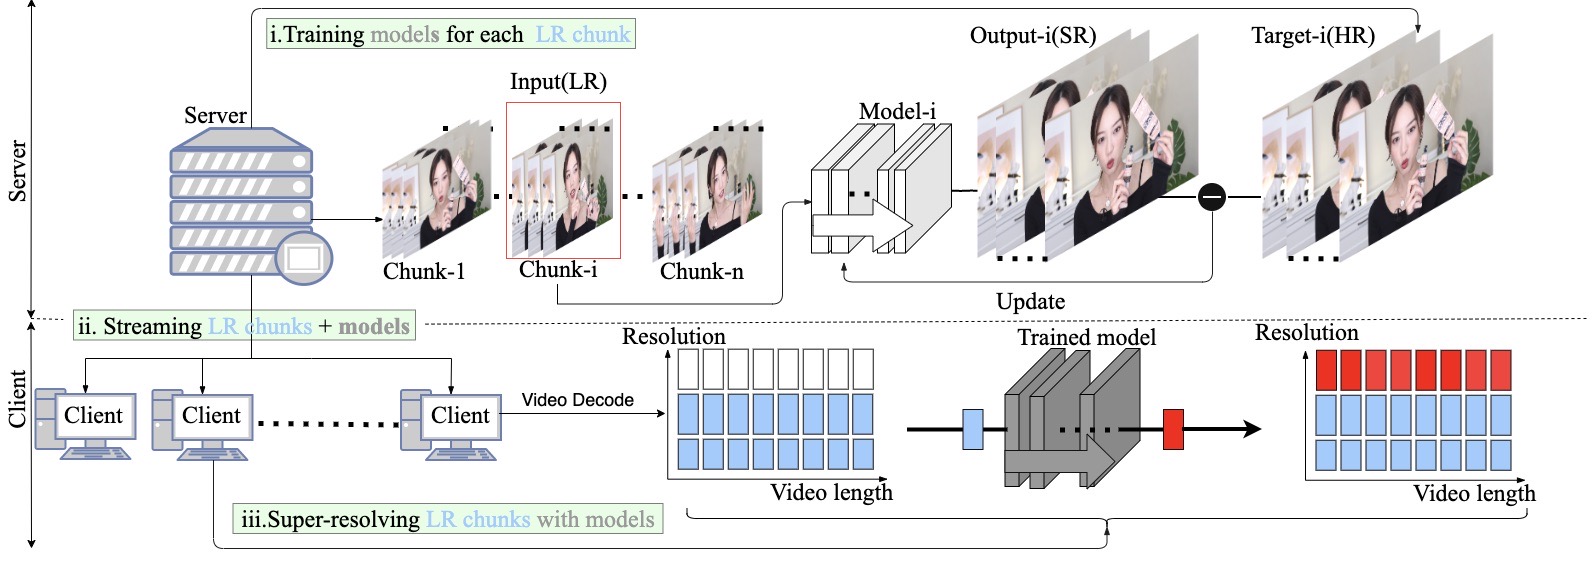 i.Training models for each LR chunk
Output-i(SR)
Target-i(HR)
Input(LR)
Server
Model-i
Server
Chunk-1
Chunk-i
Chunk-n
Update
ii. Streaming LR chunks + models
Resolution
Trained model
Resolution
Client
Client
Client
Client
Video Decode
Video length
Video length
iii.Super-resolving LR chunks with models